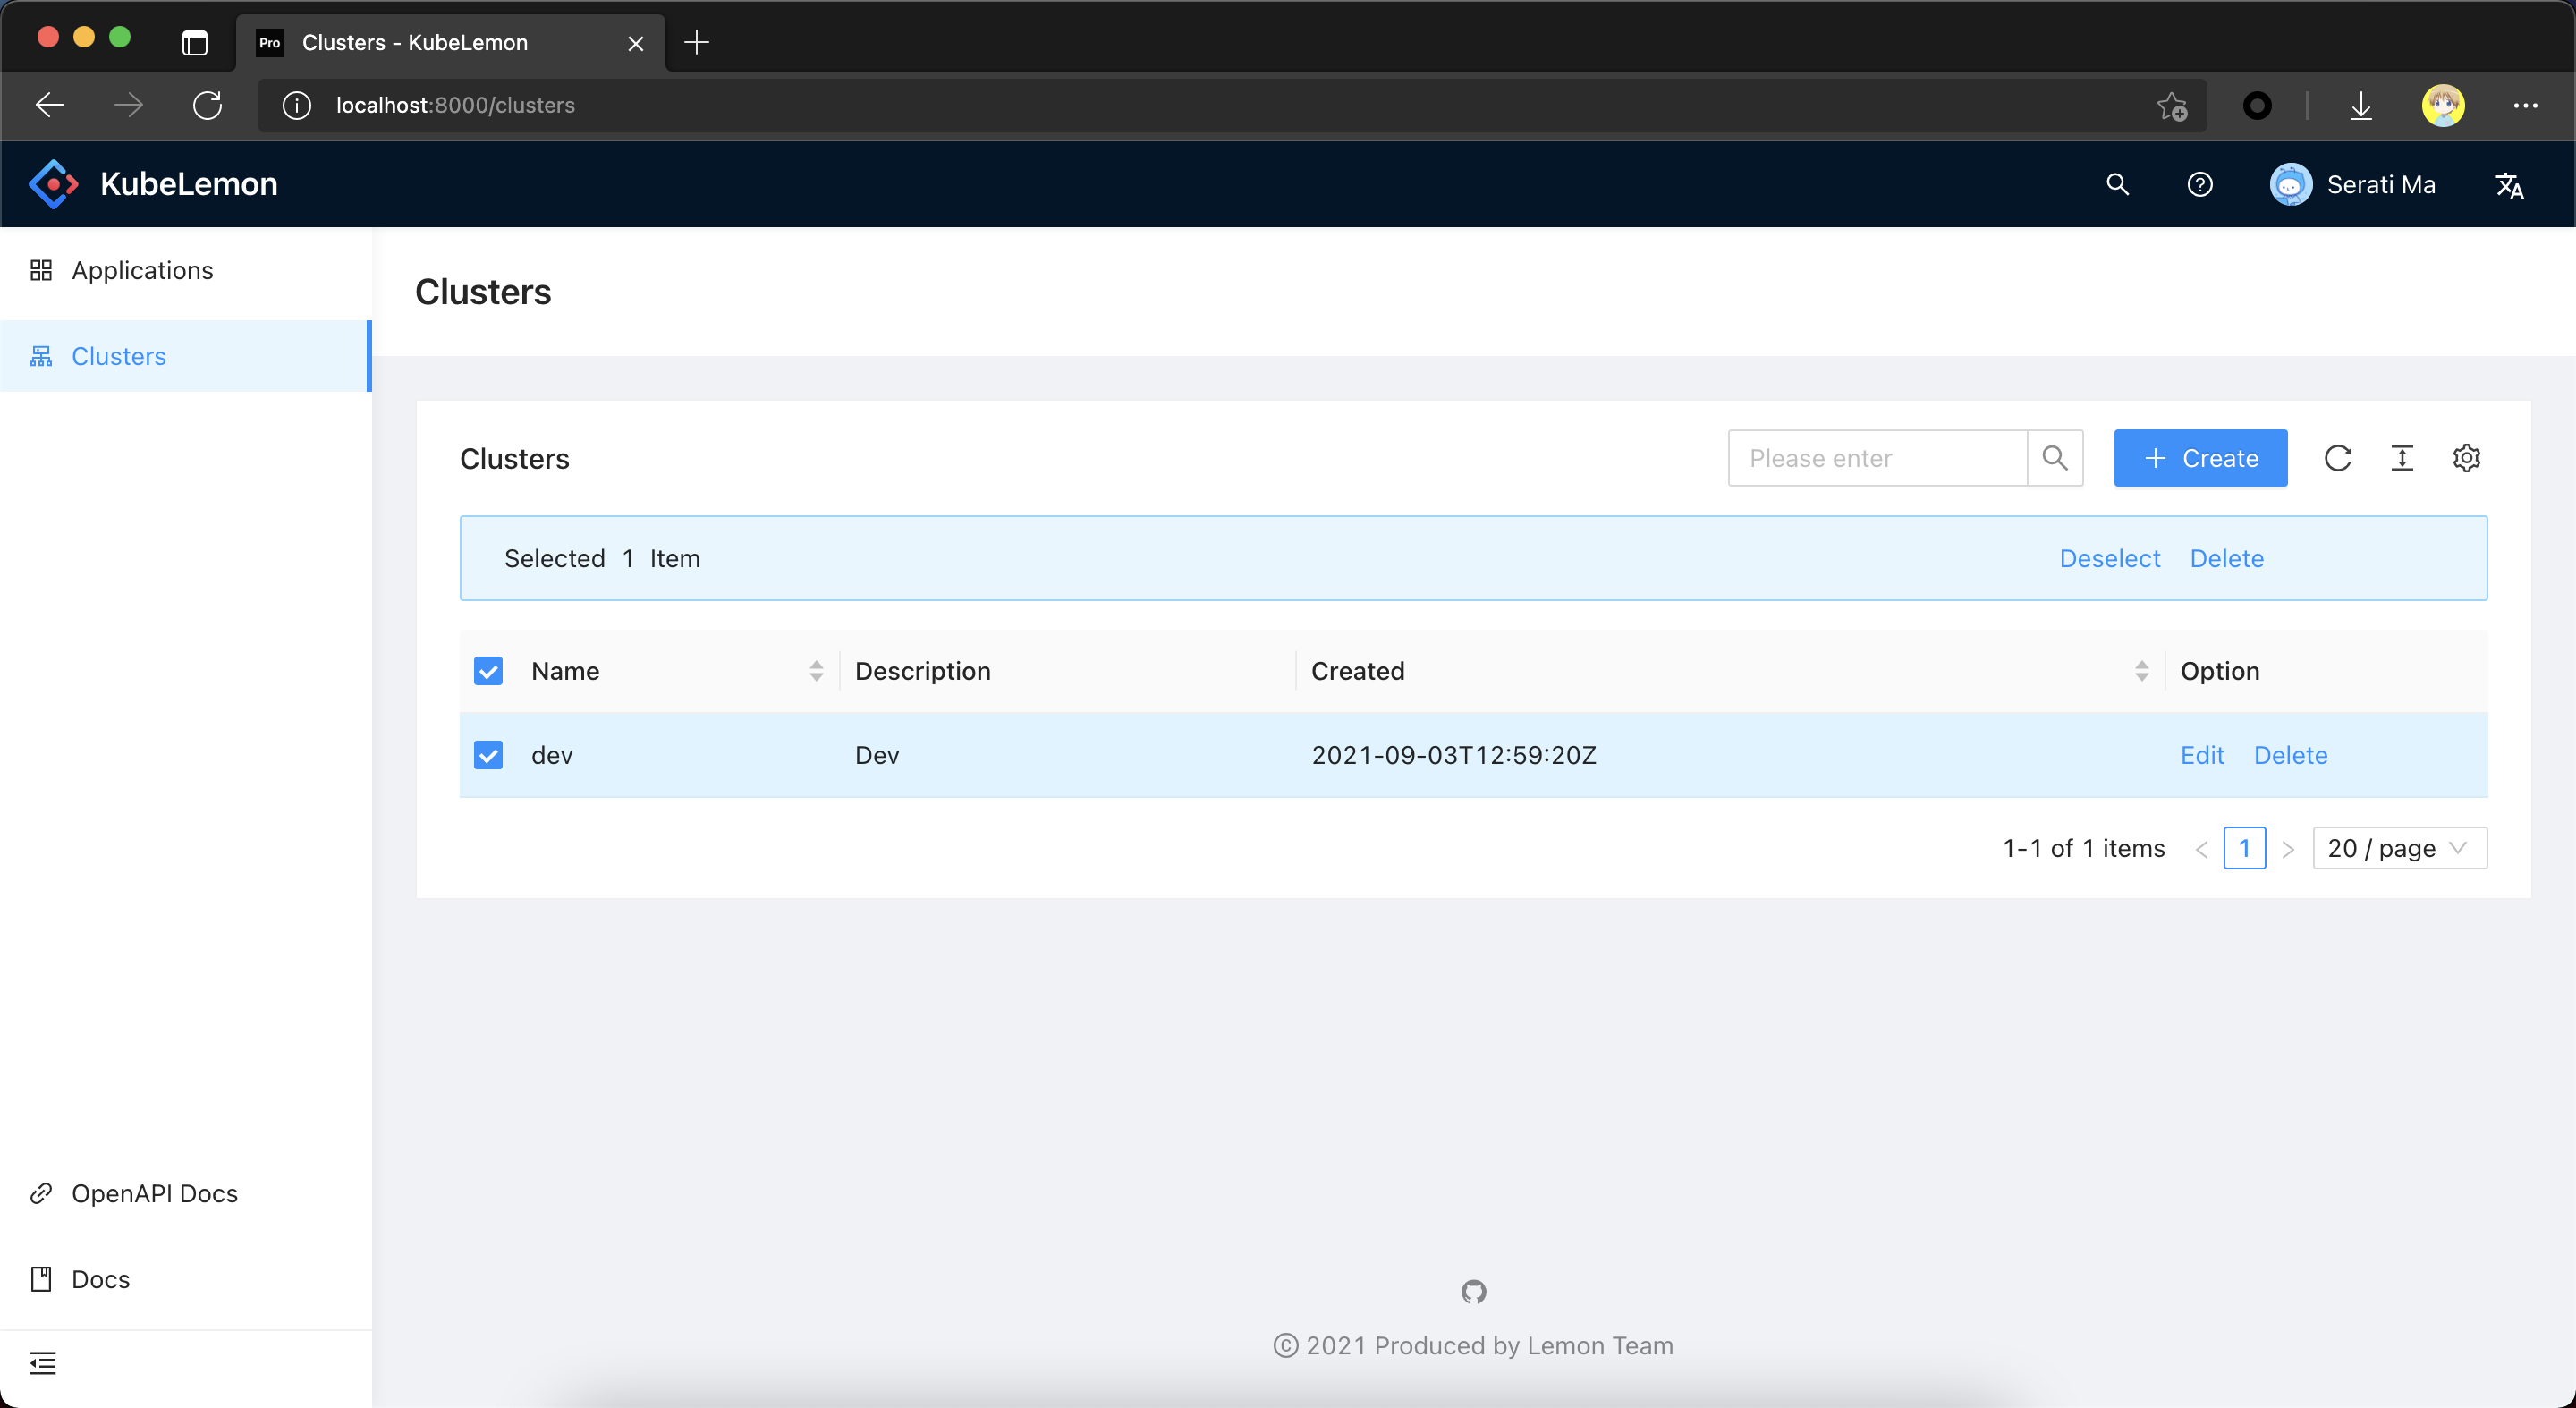 Pro Clusters - KubeLemon
localhost:8000/clusters
KubeLemon
Serati Ma
Applications
Clusters
Clusters
Clusters
Please enter
Create
Selected 1 Item
Deselect Delete
Name Description Created Option
dev Dev 2021-09-03T12:59:20Z Edit Delete
1-1 of 1 items 1 20 / page
OpenAPI Docs
Docs
© 2021 Produced by Lemon Team